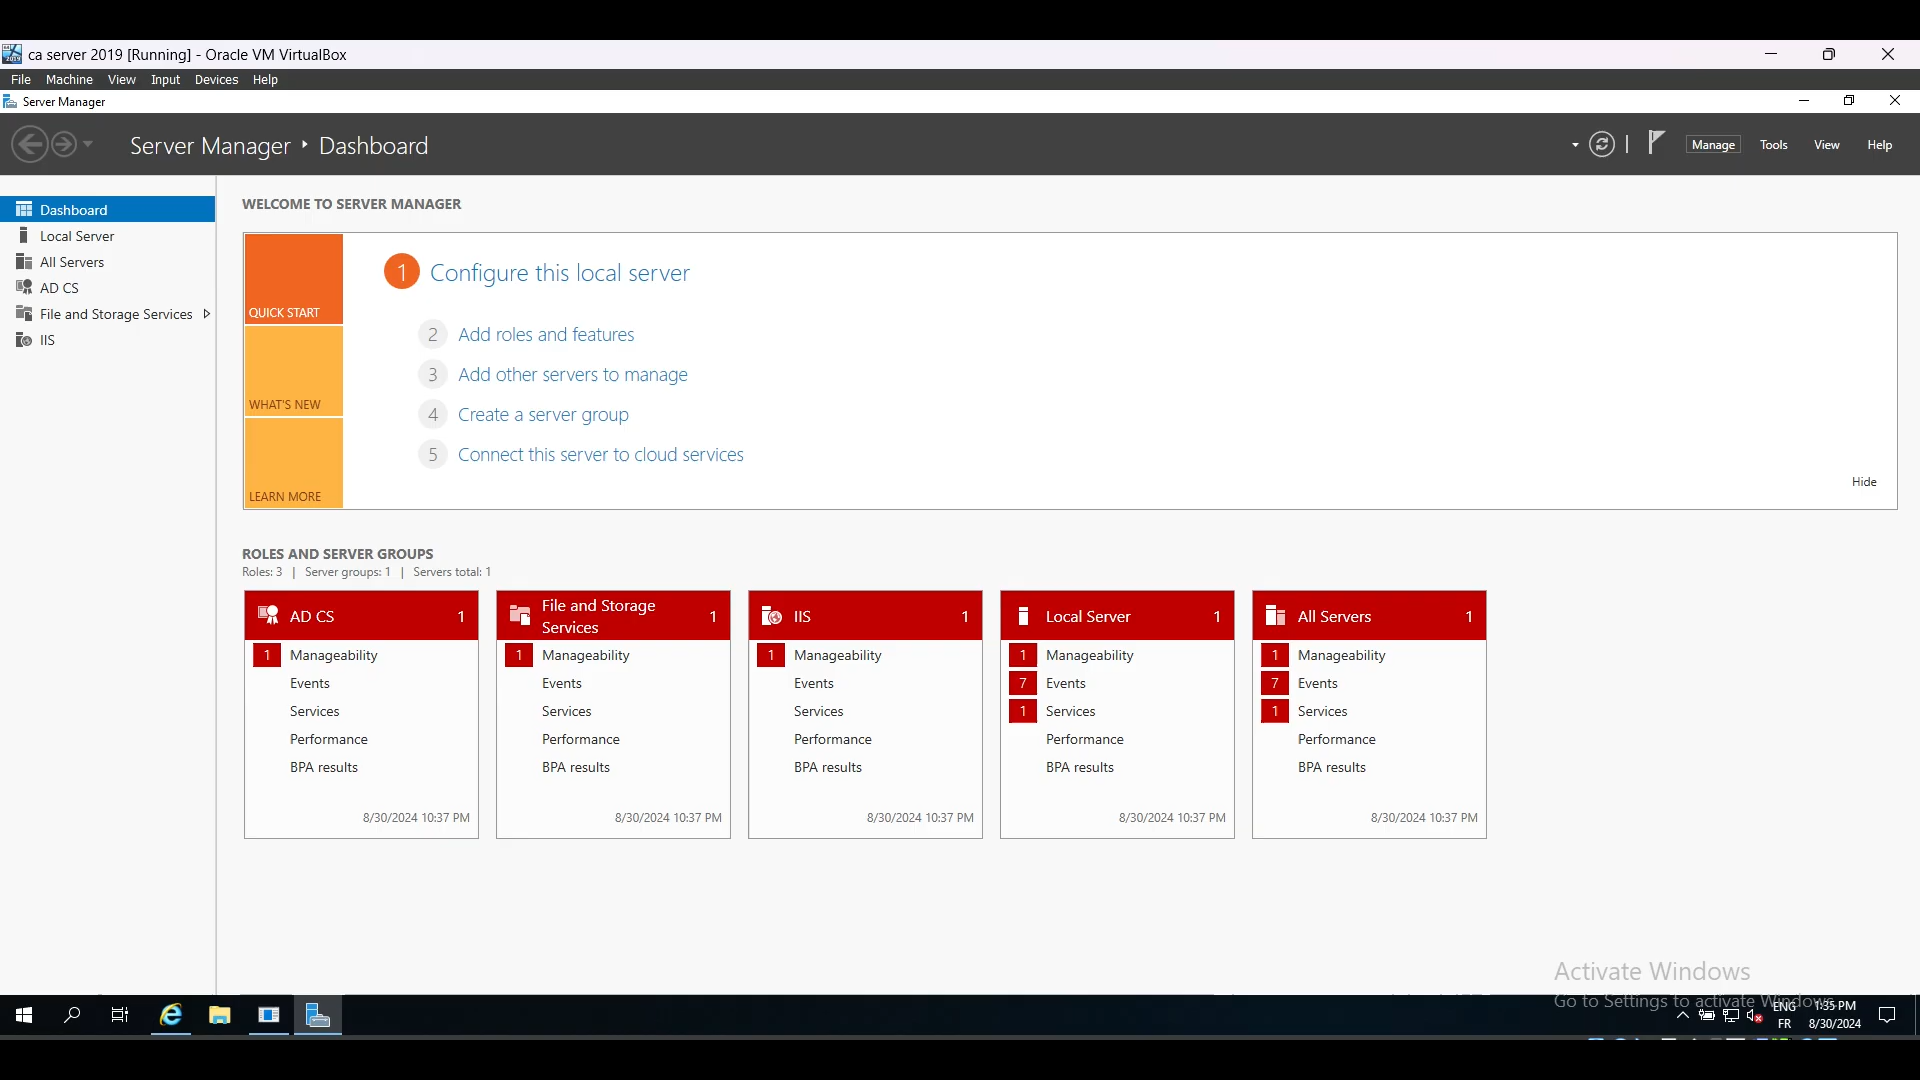 ca server 2019 [Running] - Oracle VM VirtualBox
File Machine View Input Devices Help
Server Manager
Server Manager Dashboard
Manage Tools View Help
Dashboard
Local Server
All Servers
AD CS
File and Storage Services
IIS
WELCOME TO SERVER MANAGER
QUICK START
WHAT'S NEW
LEARN MORE
1 Configure this local server
2 Add roles and features
3 Add other servers to manage
4 Create a server group
5 Connect this server to cloud services
Hide
ROLES AND SERVER GROUPS
Roles: 3 | Server groups: 1 | Servers total: 1
AD CS 1
1 Manageability
Events
Services
Performance
BPA results
8/30/2024 10:37 PM
File and Storage
Services 1
1 Manageability
Events
Services
Performance
BPA results
8/30/2024 10:37 PM
IIS 1
1 Manageability
Events
Services
Performance
BPA results
8/30/2024 10:37 PM
Local Server 1
1 Manageability
7 Events
1 Services
Performance
BPA results
8/30/2024 10:37 PM
All Servers 1
1 Manageability
7 Events
1 Services
Performance
BPA results
8/30/2024 10:37 PM
Activate Windows
Go to Settings to activate Windows.
ENG
FR
1:35 PM
8/30/2024